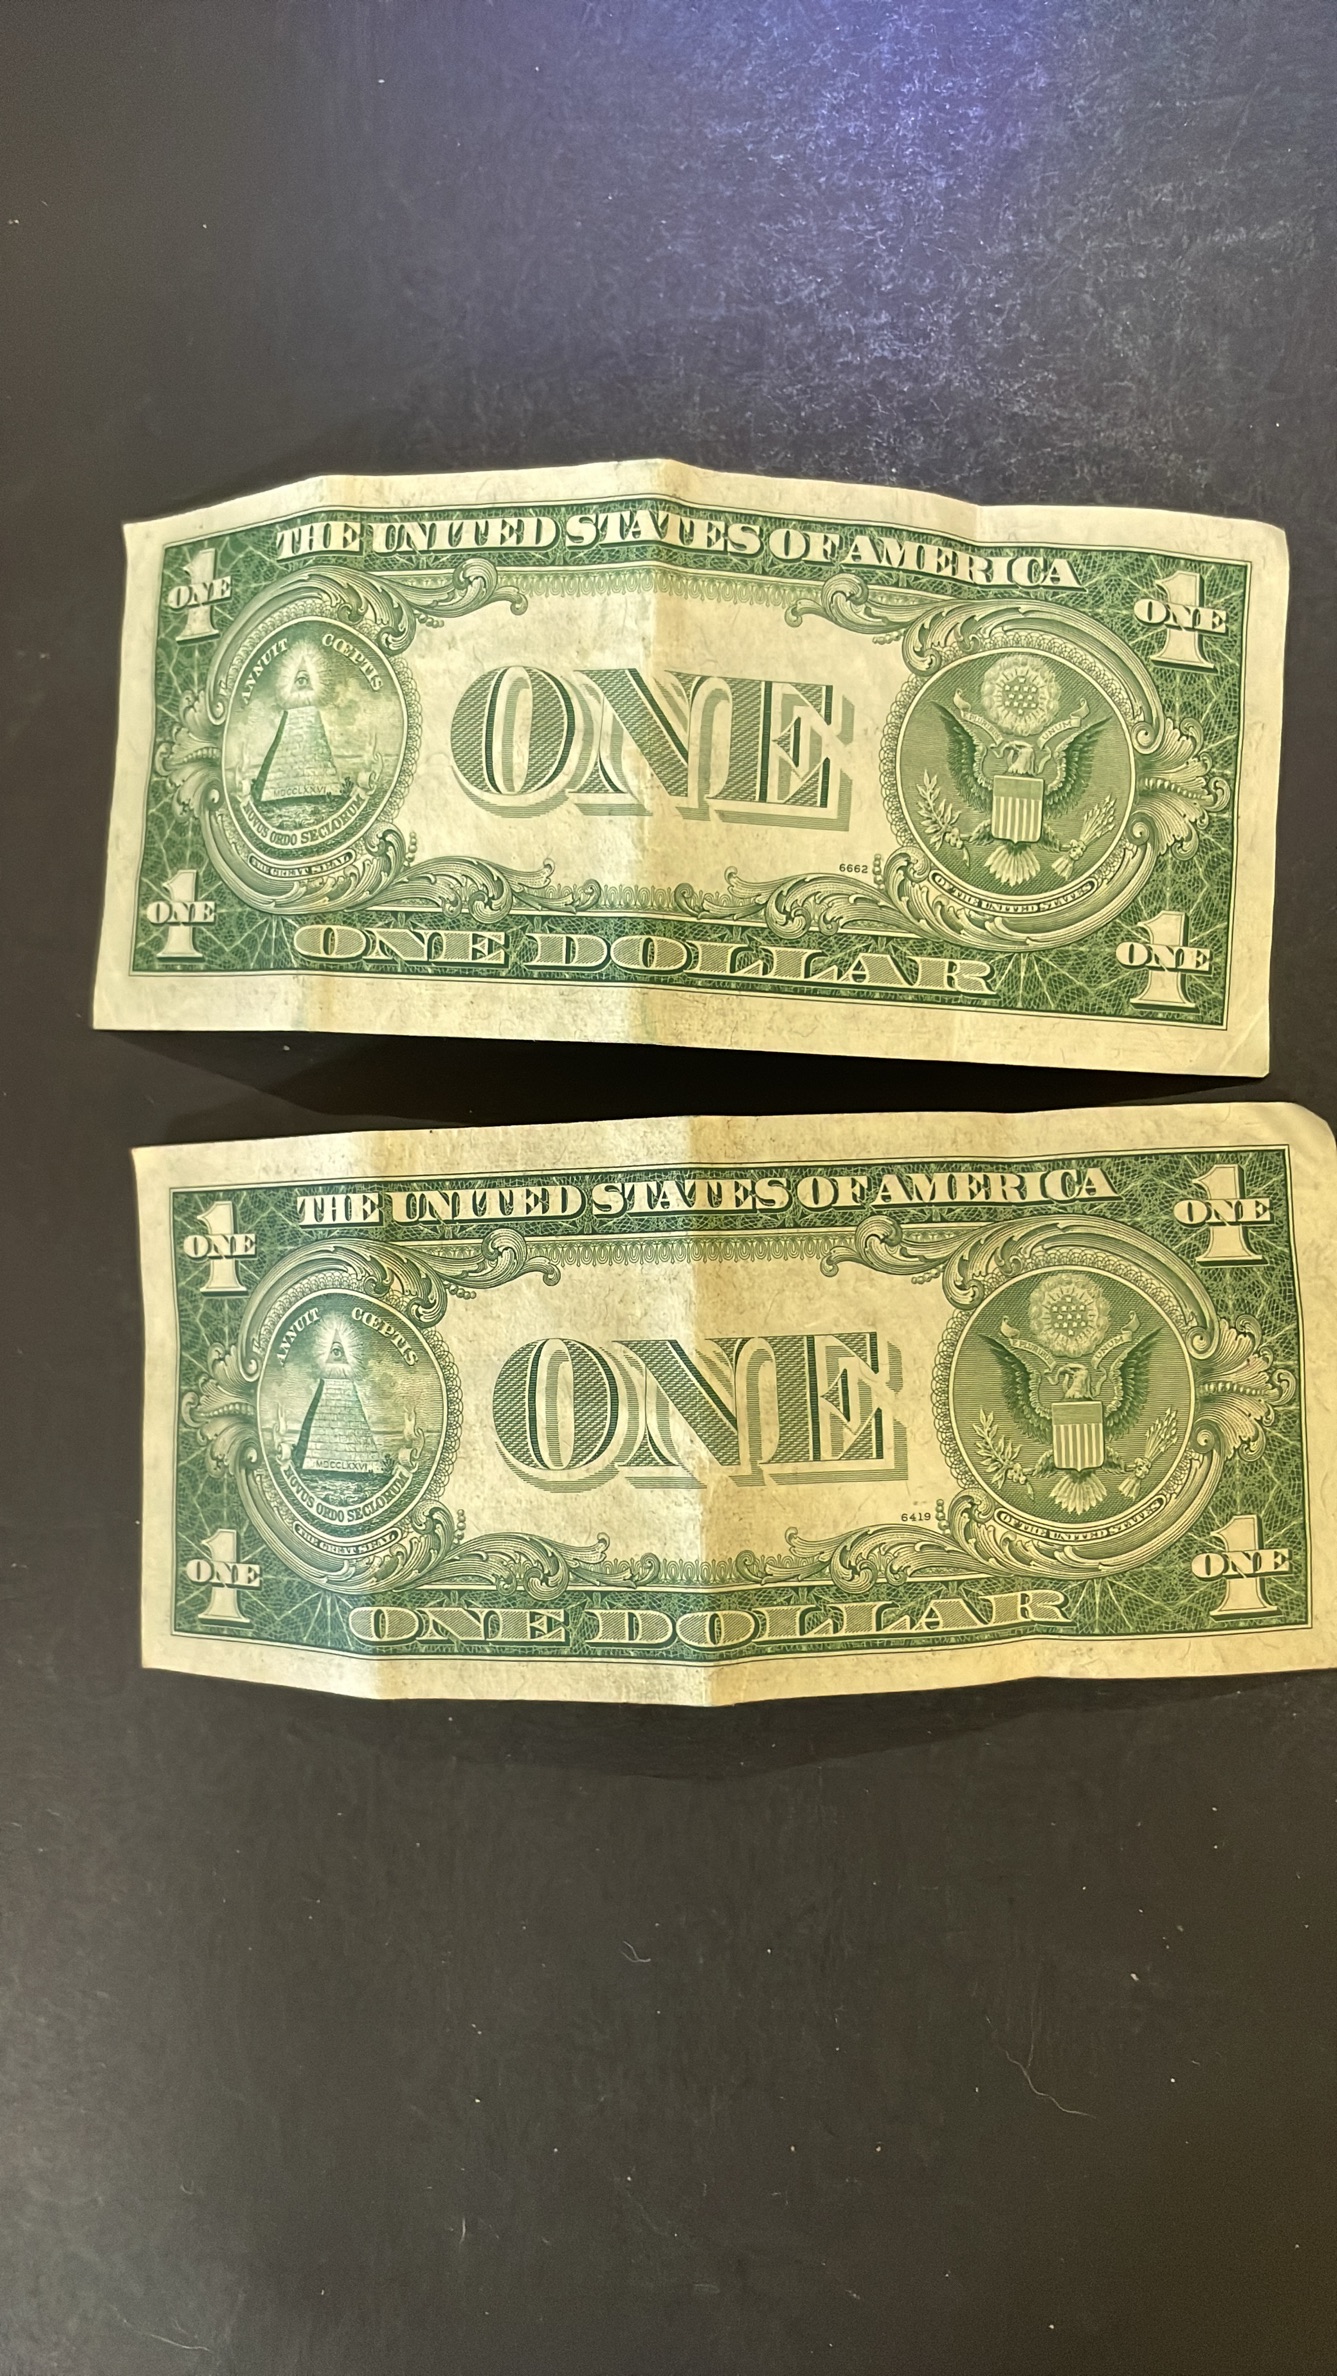 THE UNITED STATES OF AMERICA
1 ONE
1 ONE
ANNUIT CŒPTIS
ONE
MDCCLXXVI
NOVUS ORDO SECLORUM
THE GREAT SEAL
6662
OF THE UNITED STATES
1 ONE
ONE DOLLAR
1 ONE
THE UNITED STATES OF AMERICA
1 ONE
1 ONE
ANNUIT CŒPTIS
ONE
MDCCLXXVI
NOVUS ORDO SECLORUM
THE GREAT SEAL
6419
OF THE UNITED STATES
1 ONE
ONE DOLLAR
1 ONE